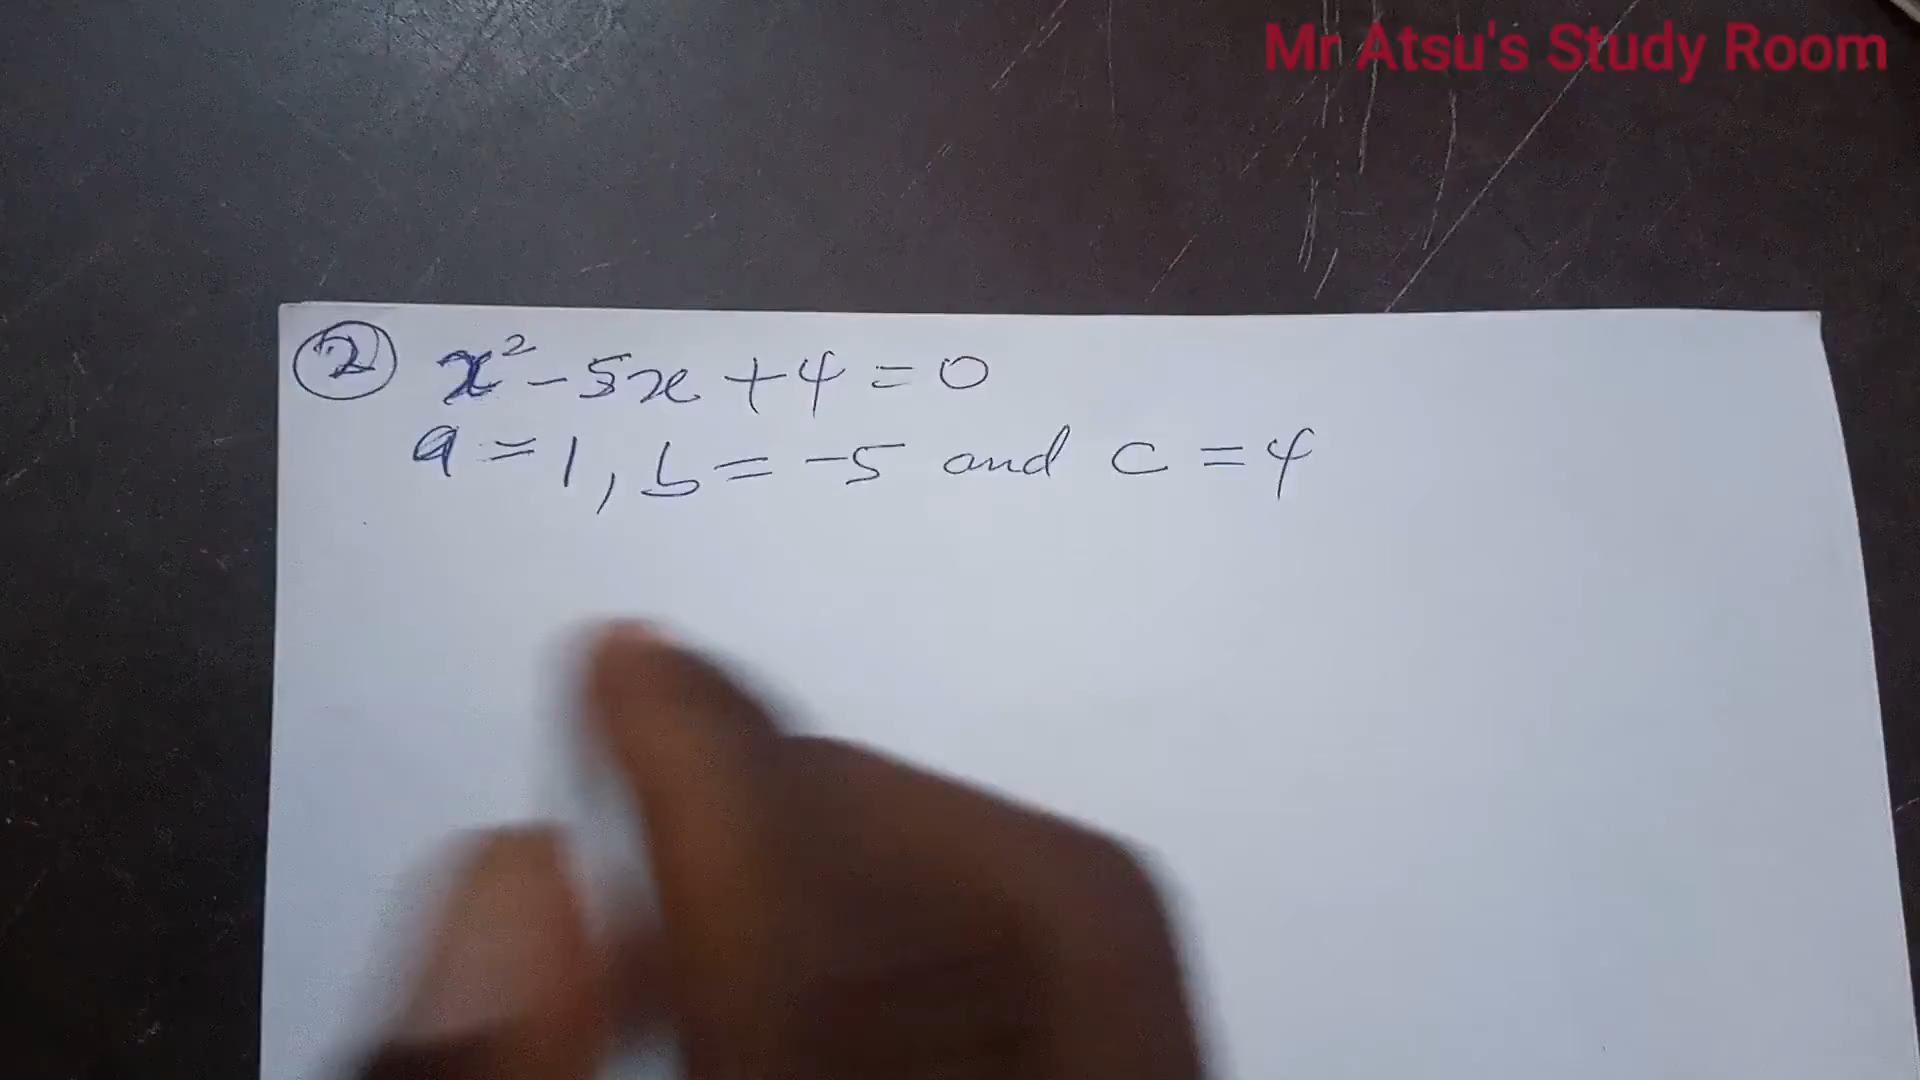 Mr Atsu's Study Room
② x² - 5x + 4 = 0
a = 1, b = -5 and c = 4